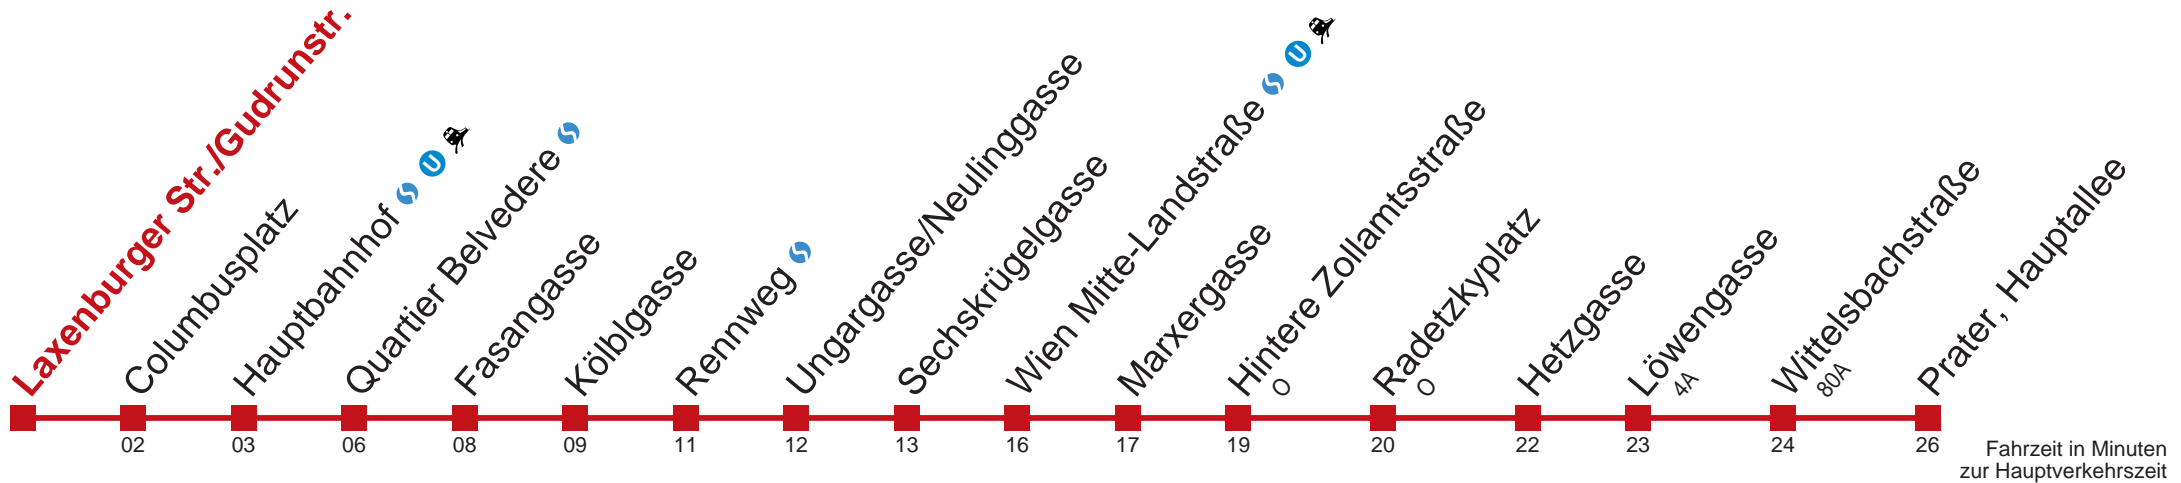 Laxenburger Str./Gudrunstr.
Columbusplatz
Hauptbahnhof U
Quartier Belvedere
Fasangasse
Kölblgasse
Rennweg
Ungargasse/Neulinggasse
Sechskrügelgasse
Wien Mitte-Landstraße U
Marxergasse
Hintere Zollamtsstraße
O
Radetzkyplatz
O
Hetzgasse
Löwengasse
4A
Wittelsbachstraße
80A
Prater, Hauptallee
02 03 06 08 09 11 12 13 16 17 19 20 22 23 24 26
Fahrzeit in Minuten
zur Hauptverkehrszeit